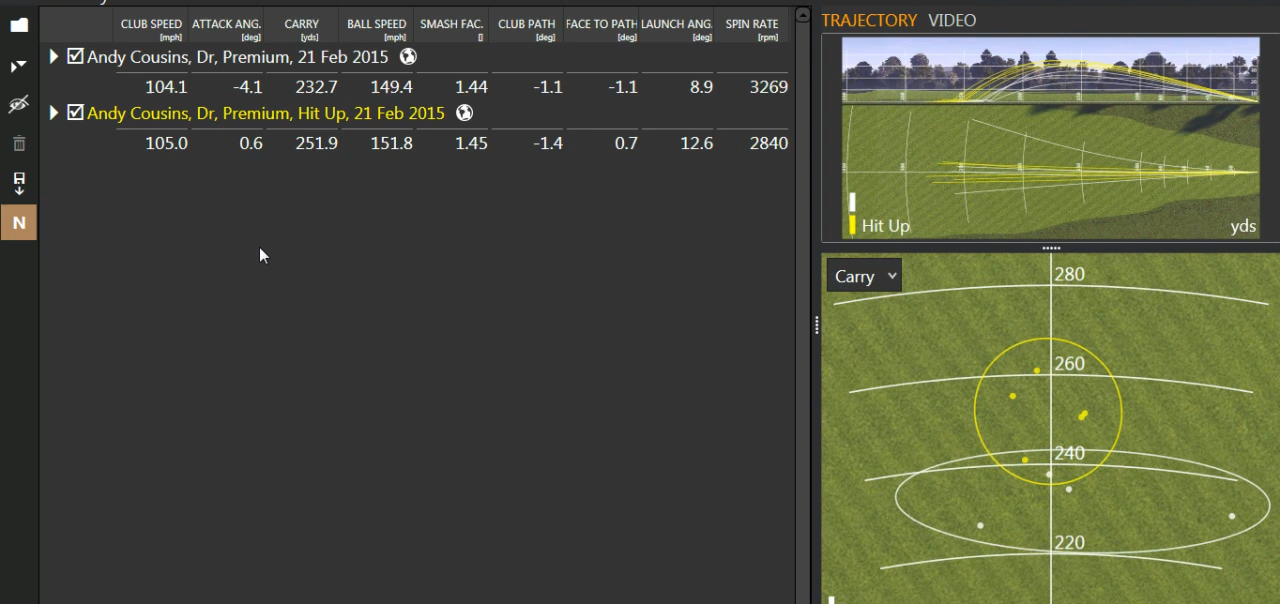 CLUB SPEED ATTACK ANG. CARRY BALL SPEED SMASH FAC. CLUB PATH FACE TO PATH LAUNCH ANG. SPIN RATE
[mph] [deg] [yds] [mph] [] [deg] [deg] [deg] [rpm]
Andy Cousins, Dr, Premium, 21 Feb 2015
104.1 -4.1 232.7 149.4 1.44 -1.1 -1.1 8.9 3269
Andy Cousins, Dr, Premium, Hit Up, 21 Feb 2015
105.0 0.6 251.9 151.8 1.45 -1.4 0.7 12.6 2840
N
TRAJECTORY VIDEO
Hit Up yds
Carry
280
260
240
220